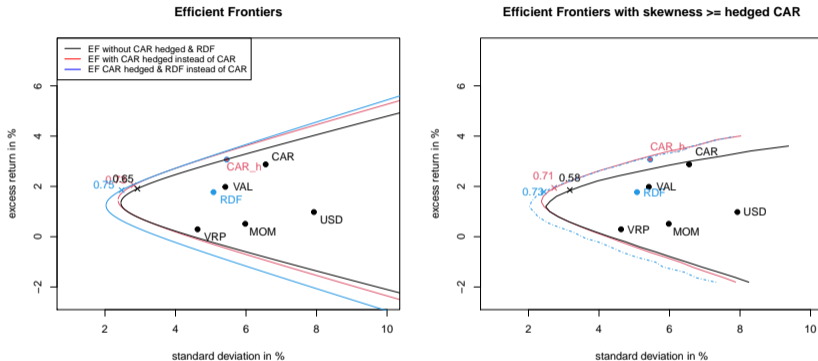 Efficient Frontiers
EF without CAR hedged & RDF
EF with CAR hedged instead of CAR
EF CAR hedged & RDF instead of CAR
excess return in %
6
4
2
0
−2
0.65
0.75
CAR
CAR_h
VAL
RDF
USD
VRP
MOM
2
4
6
8
10
standard deviation in %
Efficient Frontiers with skewness >= hedged CAR
excess return in %
6
4
2
0
−2
CAR_h
CAR
0.71
0.58
0.73
VAL
RDF
USD
VRP
MOM
0
2
4
6
8
10
standard deviation in %